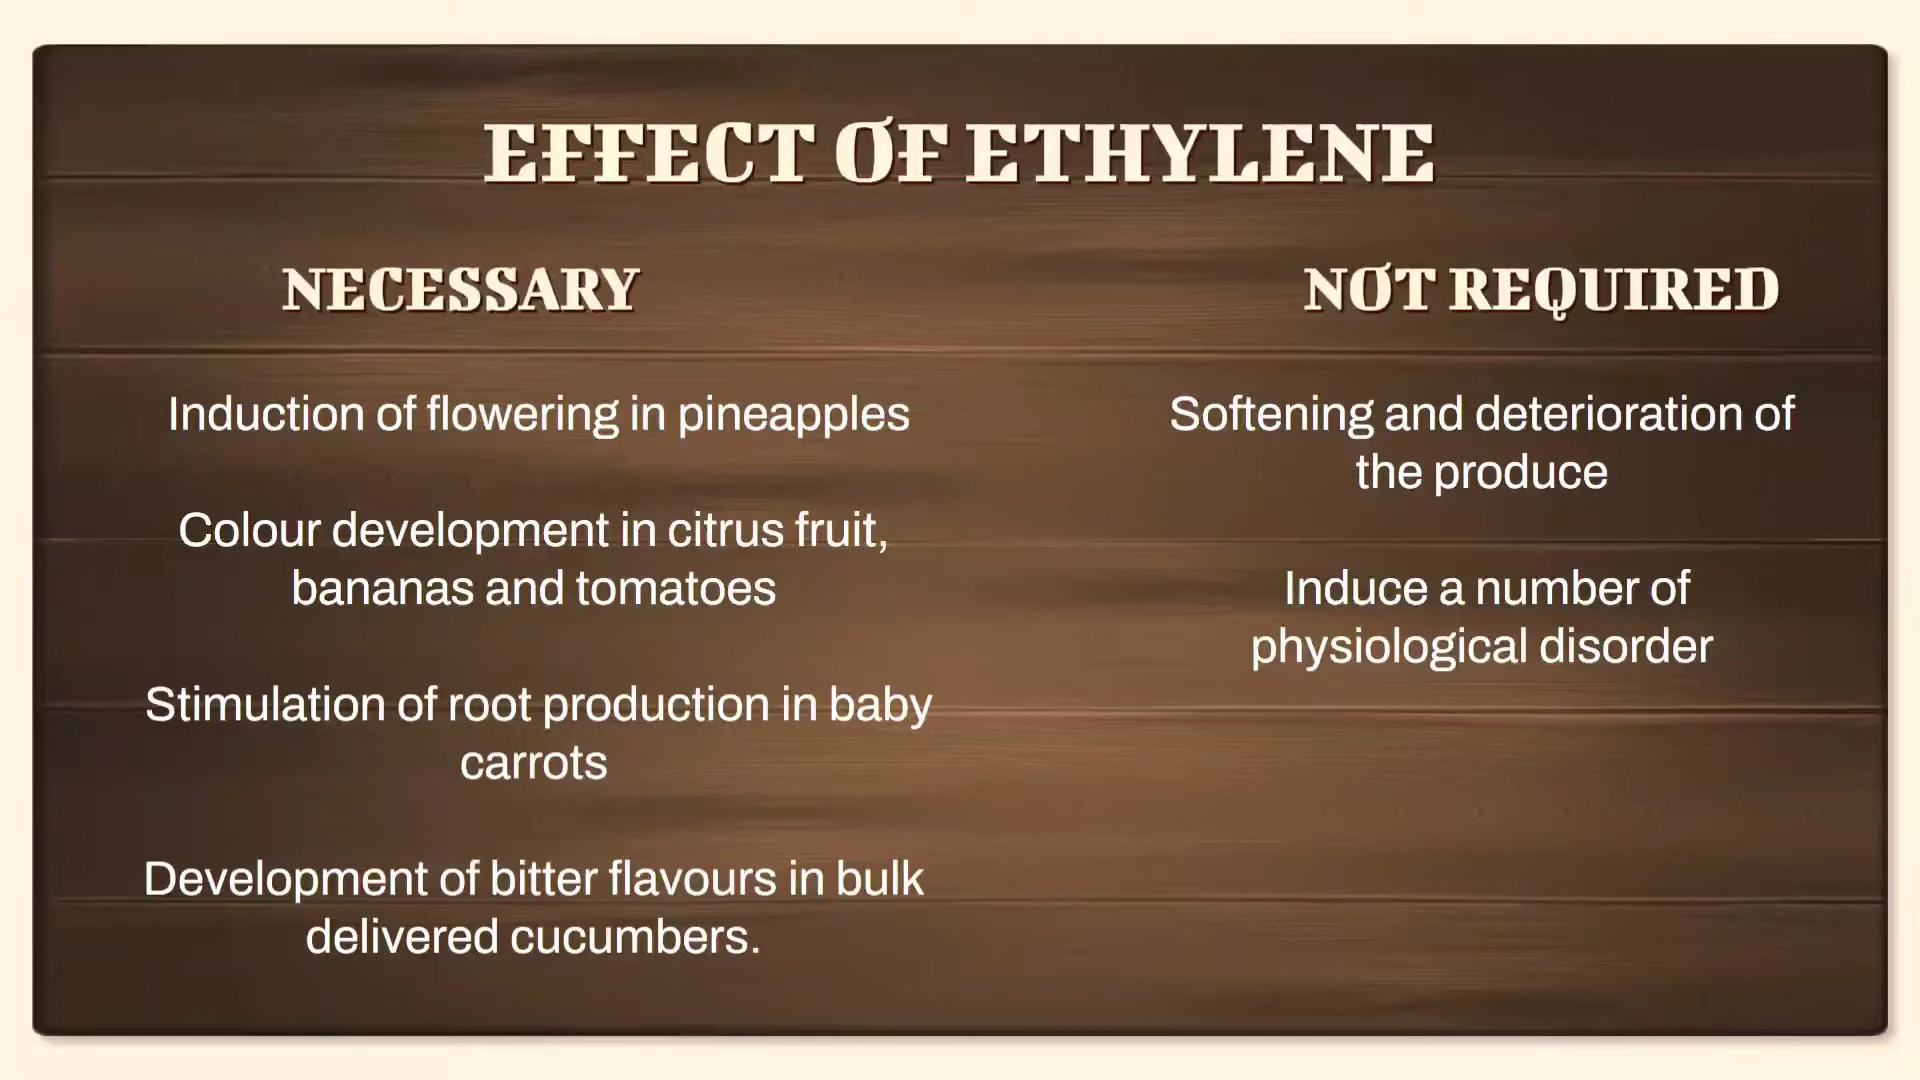 EFFECT OF ETHYLENE
NECESSARY
Induction of flowering in pineapples
Colour development in citrus fruit,
bananas and tomatoes
Stimulation of root production in baby
carrots
Development of bitter flavours in bulk
delivered cucumbers.
NOT REQUIRED
Softening and deterioration of
the produce
Induce a number of
physiological disorder